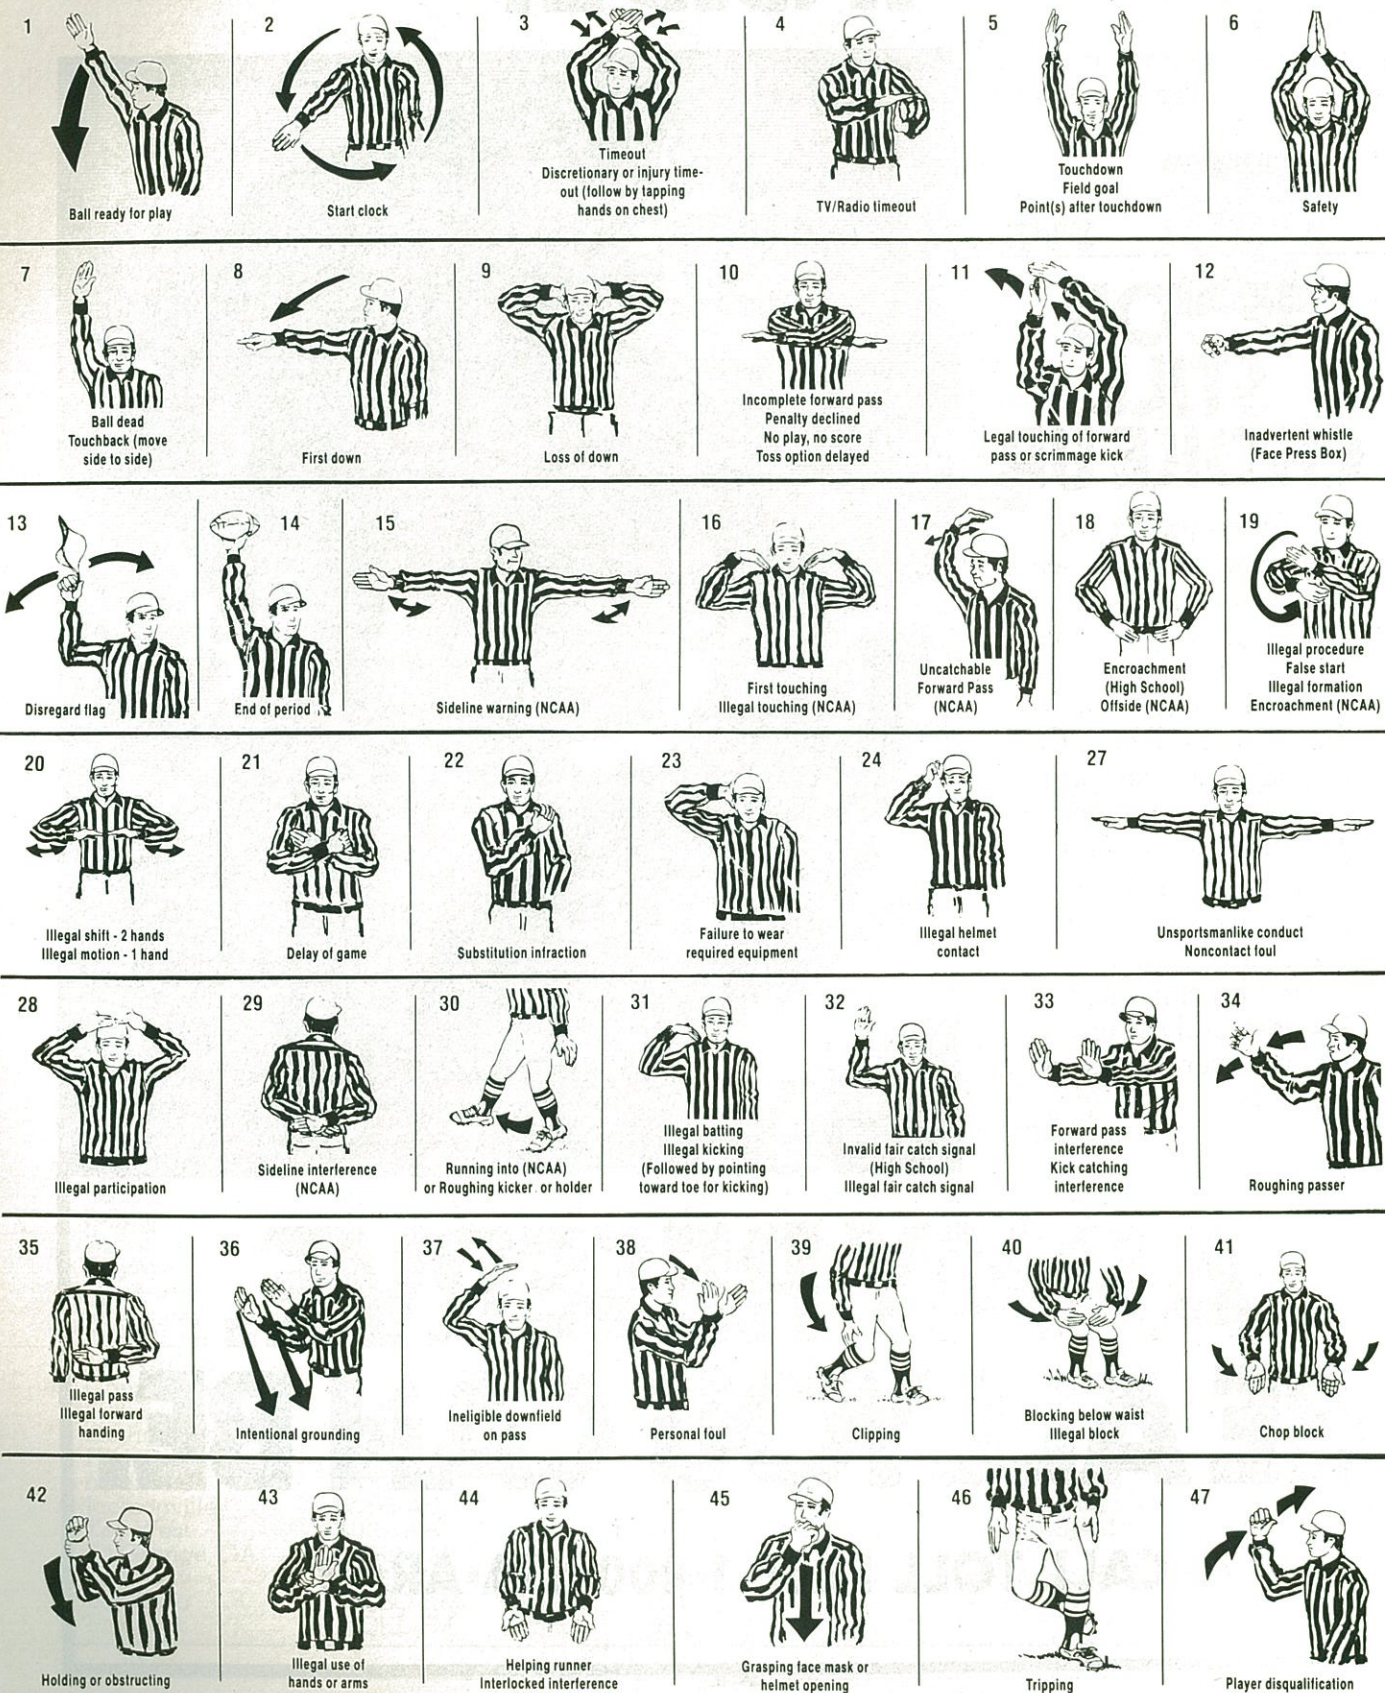 1
Ball ready for play
2
Start clock
3
Timeout
Discretionary or injury time-
out (follow by tapping
hands on chest)
4
TV/Radio timeout
5
Touchdown
Field goal
Point(s) after touchdown
6
Safety
7
Ball dead
Touchback (move
side to side)
8
First down
9
Loss of down
10
Incomplete forward pass
Penalty declined
No play, no score
Toss option delayed
11
Legal touching of forward
pass or scrimmage kick
12
Inadvertent whistle
(Face Press Box)
13
Disregard flag
14
End of period
15
Sideline warning (NCAA)
16
First touching
Illegal touching (NCAA)
17
Uncatchable
Forward Pass
(NCAA)
18
Encroachment
(High School)
Offside (NCAA)
19
Illegal procedure
False start
Illegal formation
Encroachment (NCAA)
20
Illegal shift - 2 hands
Illegal motion - 1 hand
21
Delay of game
22
Substitution infraction
23
Failure to wear
required equipment
24
Illegal helmet
contact
27
Unsportsmanlike conduct
Noncontact foul
28
Illegal participation
29
Sideline interference
(NCAA)
30
Running into (NCAA)
or Roughing kicker or holder
31
Illegal batting
Illegal kicking
(Followed by pointing
toward toe for kicking)
32
Invalid fair catch signal
(High School)
Illegal fair catch signal
33
Forward pass
interference
Kick catching
interference
34
Roughing passer
35
Illegal pass
Illegal forward
handing
36
Intentional grounding
37
Ineligible downfield
on pass
38
Personal foul
39
Clipping
40
Blocking below waist
Illegal block
41
Chop block
42
Holding or obstructing
43
Illegal use of
hands or arms
44
Helping runner
Interlocked interference
45
Grasping face mask or
helmet opening
46
Tripping
47
Player disqualification